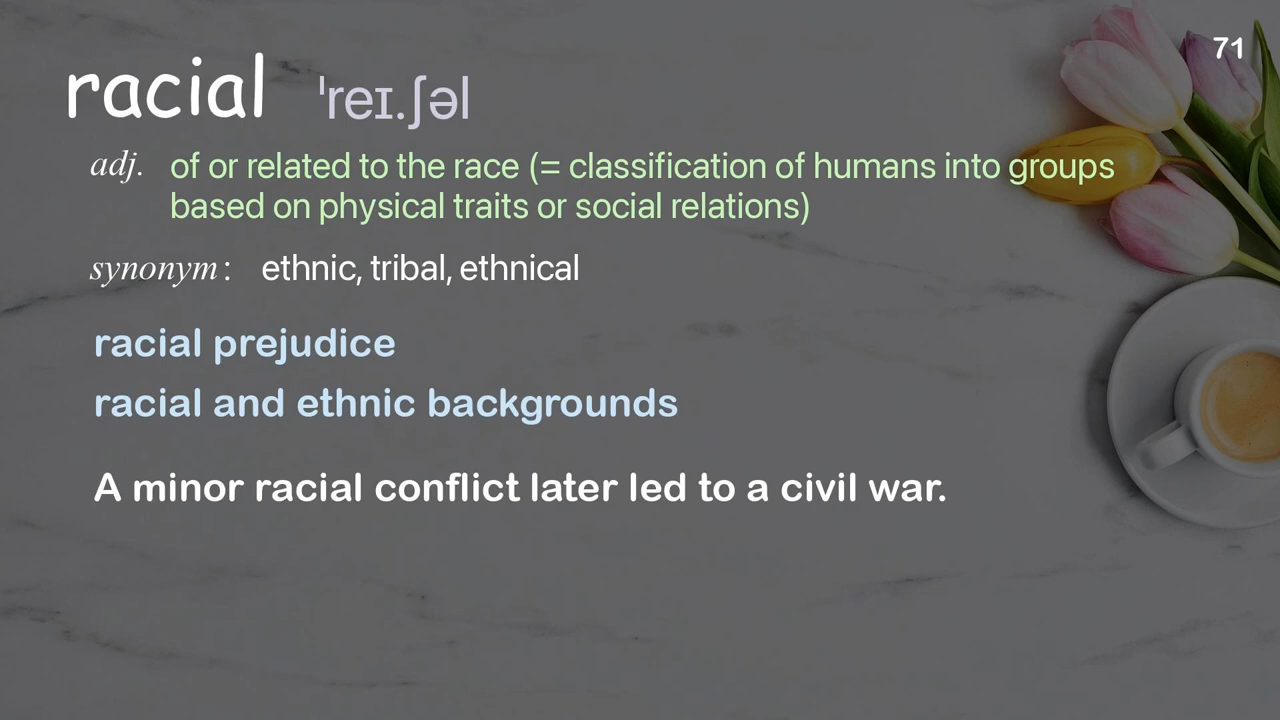 71
racial ˈreɪ.ʃəl
adj. of or related to the race (= classification of humans into groups
based on physical traits or social relations)
synonym: ethnic, tribal, ethnical
racial prejudice
racial and ethnic backgrounds
A minor racial conflict later led to a civil war.